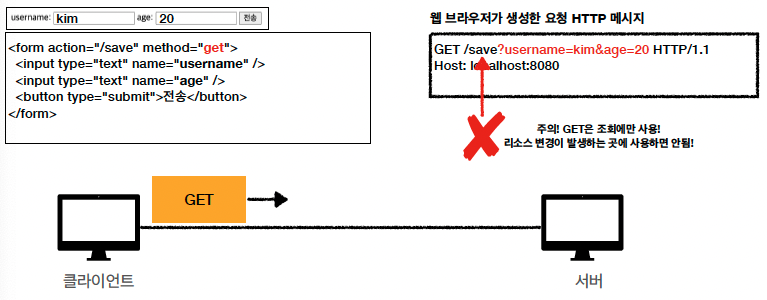 username: kim age: 20 전송
<form action="/save" method="get">
<input type="text" name="username" />
<input type="text" name="age" />
<button type="submit">전송</button>
</form>
웹 브라우저가 생성한 요청 HTTP 메시지
GET /save?username=kim&age=20 HTTP/1.1
Host: localhost:8080
주의! GET은 조회에만 사용!
리소스 변경이 발생하는 곳에 사용하면 안됨!
GET
클라이언트
서버